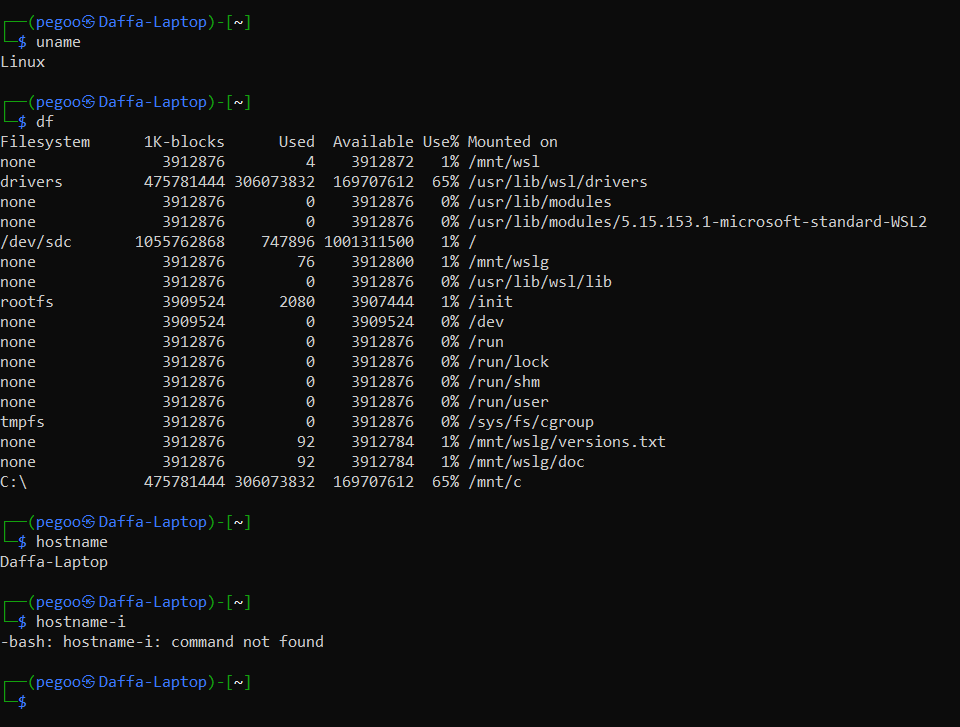 ┌──(pegoo㉿Daffa-Laptop)-[~]
└─$ uname
Linux
┌──(pegoo㉿Daffa-Laptop)-[~]
└─$ df
Filesystem      1K-blocks      Used  Available Use% Mounted on
none              3912876         4    3912872   1% /mnt/wsl
drivers         475781444 306073832  169707612  65% /usr/lib/wsl/drivers
none              3912876         0    3912876   0% /usr/lib/modules
none              3912876         0    3912876   0% /usr/lib/modules/5.15.153.1-microsoft-standard-WSL2
/dev/sdc       1055762868    747896 1001311500   1% /
none              3912876        76    3912800   1% /mnt/wslg
none              3912876         0    3912876   0% /usr/lib/wsl/lib
rootfs            3909524      2080    3907444   1% /init
none              3909524         0    3909524   0% /dev
none              3912876         0    3912876   0% /run
none              3912876         0    3912876   0% /run/lock
none              3912876         0    3912876   0% /run/shm
none              3912876         0    3912876   0% /run/user
tmpfs             3912876         0    3912876   0% /sys/fs/cgroup
none              3912876        92    3912784   1% /mnt/wslg/versions.txt
none              3912876        92    3912784   1% /mnt/wslg/doc
C:\             475781444 306073832  169707612  65% /mnt/c
┌──(pegoo㉿Daffa-Laptop)-[~]
└─$ hostname
Daffa-Laptop
┌──(pegoo㉿Daffa-Laptop)-[~]
└─$ hostname-i
-bash: hostname-i: command not found
┌──(pegoo㉿Daffa-Laptop)-[~]
└─$